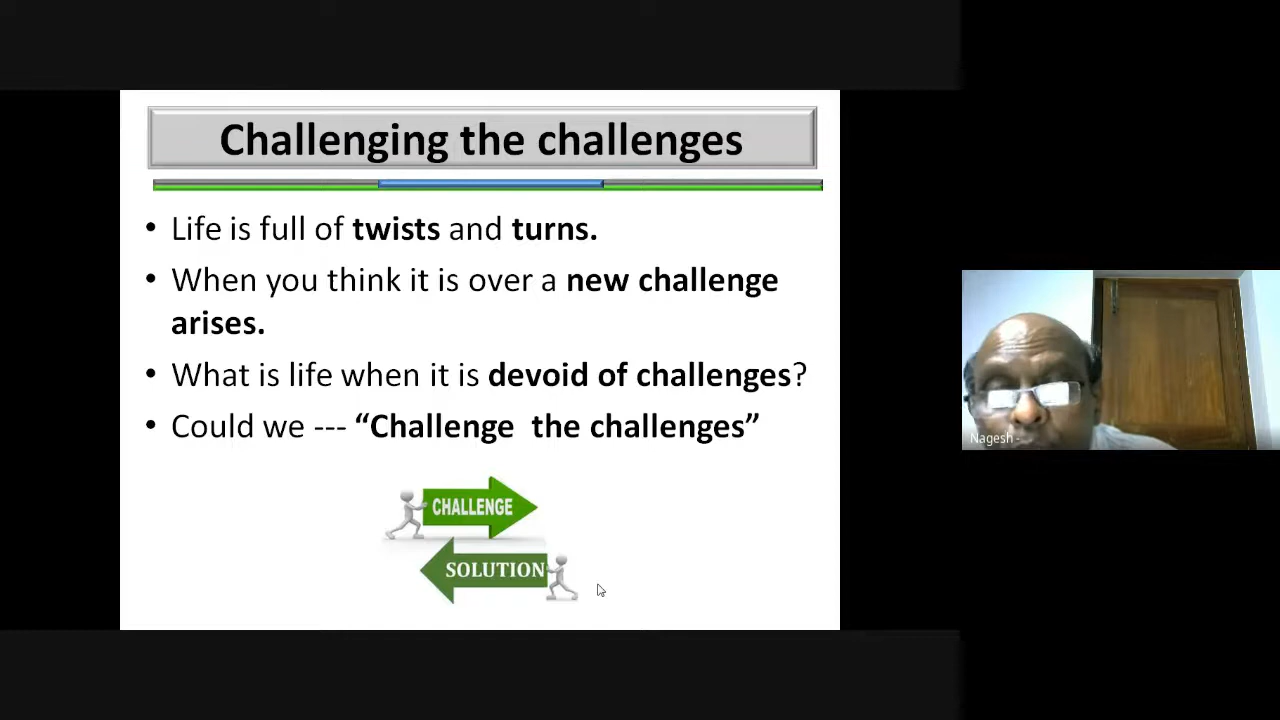 Challenging the challenges
• Life is full of twists and turns.
• When you think it is over a new challenge
arises.
• What is life when it is devoid of challenges?
• Could we --- “Challenge the challenges”
CHALLENGE
SOLUTION
Nagesh -